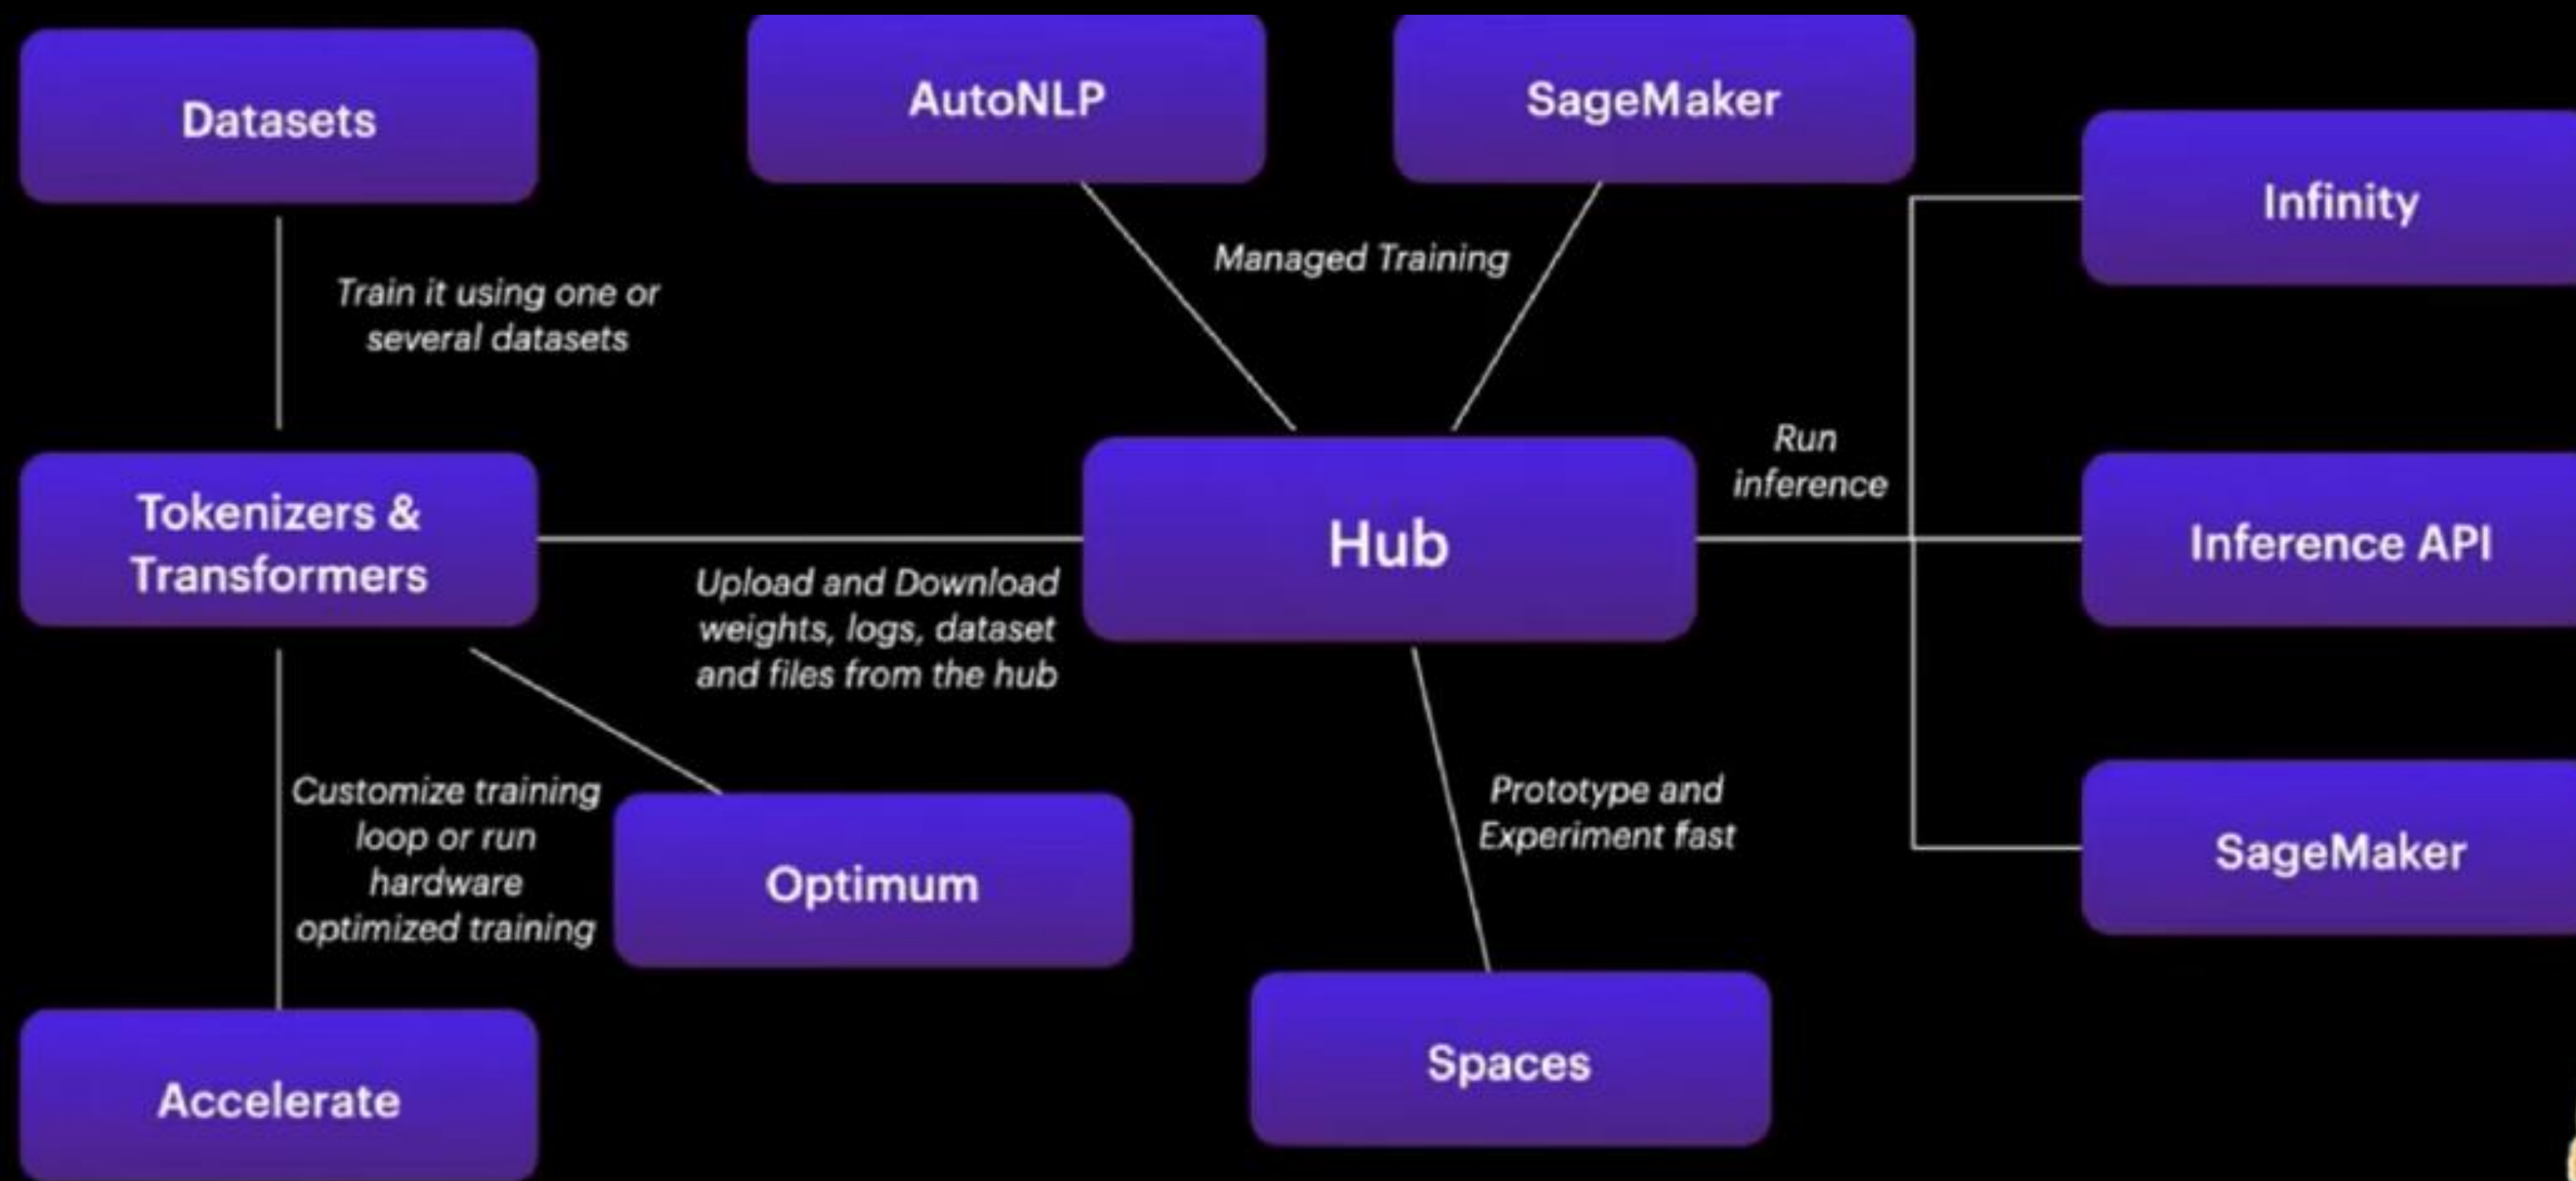 Datasets
AutoNLP
SageMaker
Infinity
Train it using one or
several datasets
Managed Training
Run
inference
Tokenizers &
Transformers
Hub
Inference API
Upload and Download
weights, logs, dataset
and files from the hub
Customize training
loop or run
hardware
optimized training
Optimum
Prototype and
Experiment fast
SageMaker
Accelerate
Spaces